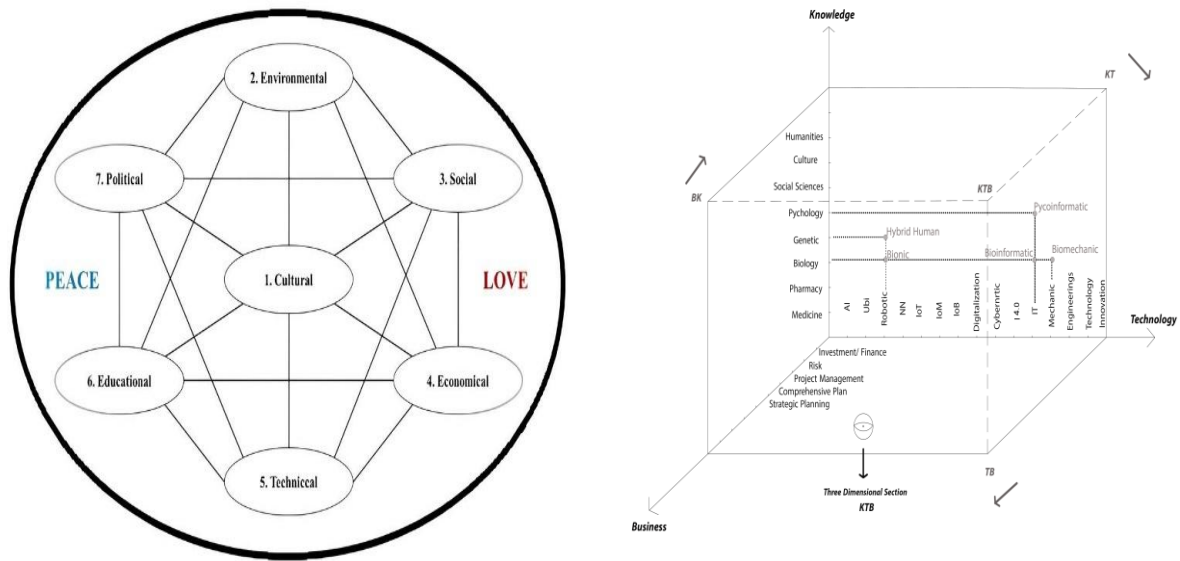 2. Environmental
7. Political
3. Social
PEACE
1. Cultural
LOVE
6. Educational
4. Economical
5. Techniccal
Knowledge
KT
Humanities
Culture
Social Sciences
BK
KTB
Pychology
Pycoinformatic
Genetic
Hybrid Human
Biology
Bionic
Bioinformatic
Biomechanic
Pharmacy
Medicine
AI
Ubi
Robotic
NN
IoT
IoM
IoB
Digitalization
Cybernrtic
I 4.0
IT
Mechanic
Engineerings
Technology
Innovation
Technology
Investment/ Finance
Risk
Project Management
Comprehensive Plan
Strategic Planning
TB
Three Dimensional Section
KTB
Business